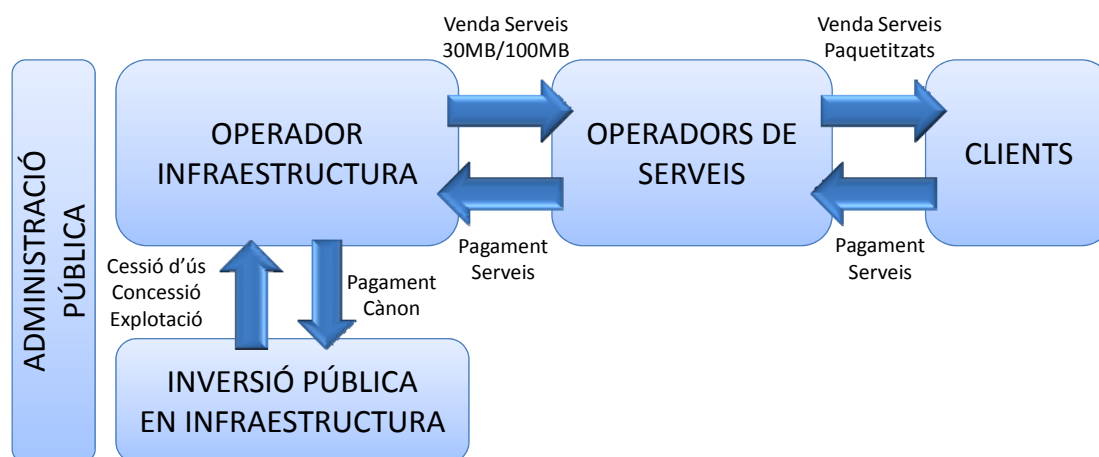 ADMINISTRACIÓ
PÚBLICA
OPERADOR
INFRAESTRUCTURA
Venda Serveis
30MB/100MB
OPERADORS DE
SERVEIS
Venda Serveis
Paquetitzats
CLIENTS
Pagament
Serveis
Pagament
Serveis
Cessió d'ús
Concessió
Explotació
Pagament
Cànon
INVERSIÓ PÚBLICA
EN INFRAESTRUCTURA